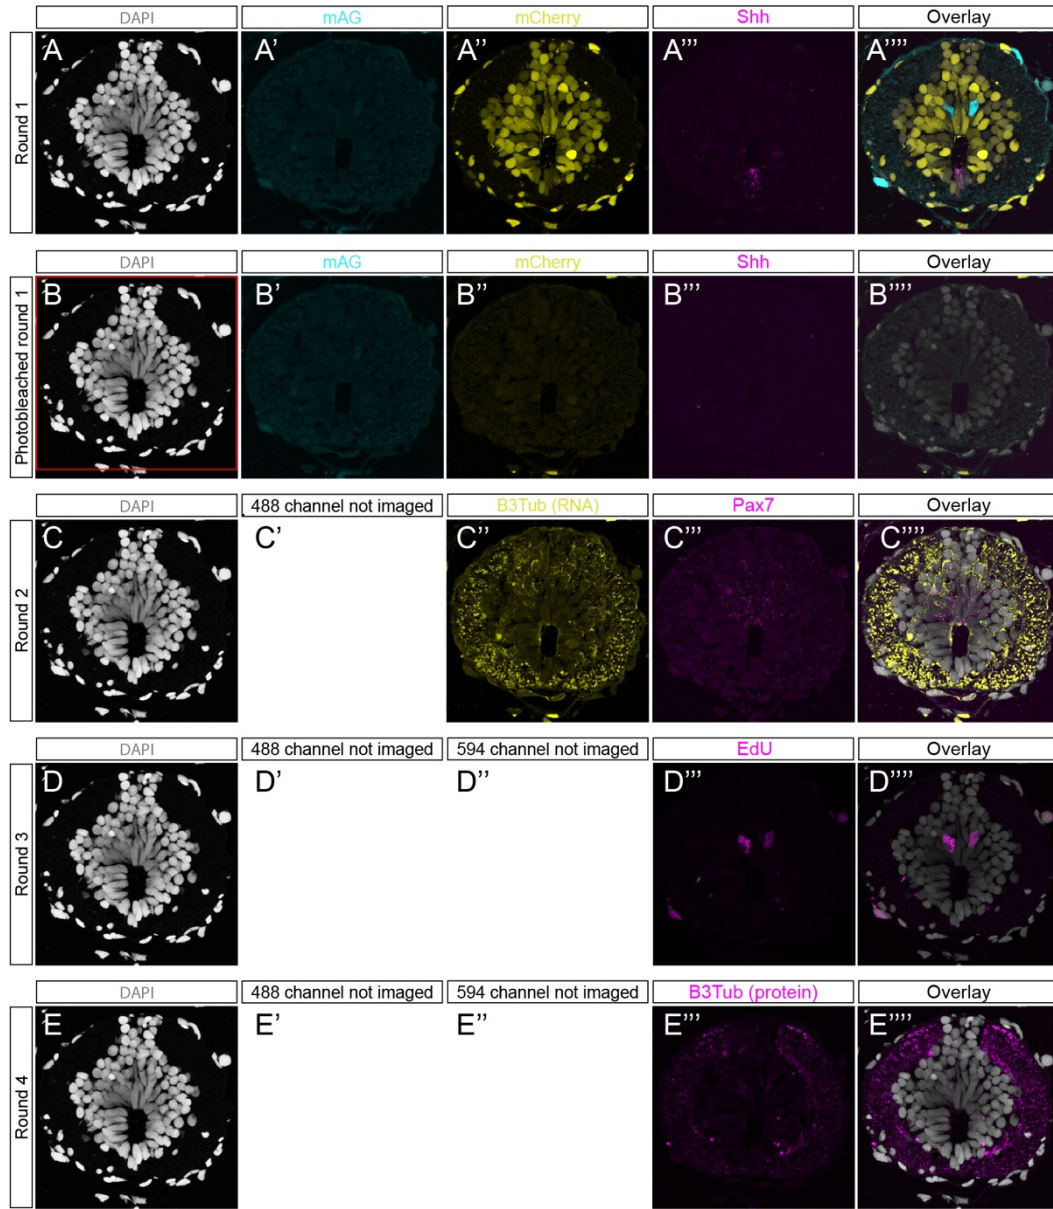 DAPI mAG mCherry Shh Overlay
Round 1
A A' A'' A''' A''''
DAPI mAG mCherry Shh Overlay
Photobleached round 1
B B' B'' B''' B''''
DAPI 488 channel not imaged B3Tub (RNA) Pax7 Overlay
Round 2
C C' C'' C''' C''''
DAPI 488 channel not imaged 594 channel not imaged EdU Overlay
Round 3
D D' D'' D''' D''''
DAPI 488 channel not imaged 594 channel not imaged B3Tub (protein) Overlay
Round 4
E E' E'' E''' E''''